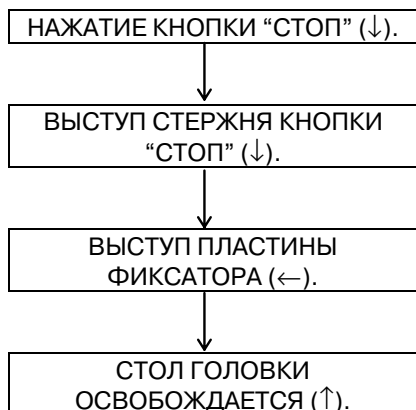 НАЖАТИЕ КНОПКИ “СТОП” (↓).
ВЫСТУП СТЕРЖНЯ КНОПКИ
“СТОП” (↓).
ВЫСТУП ПЛАСТИНЫ
ФИКСАТОРА (←).
СТОЛ ГОЛОВКИ
ОСВОБОЖДАЕТСЯ (↑).